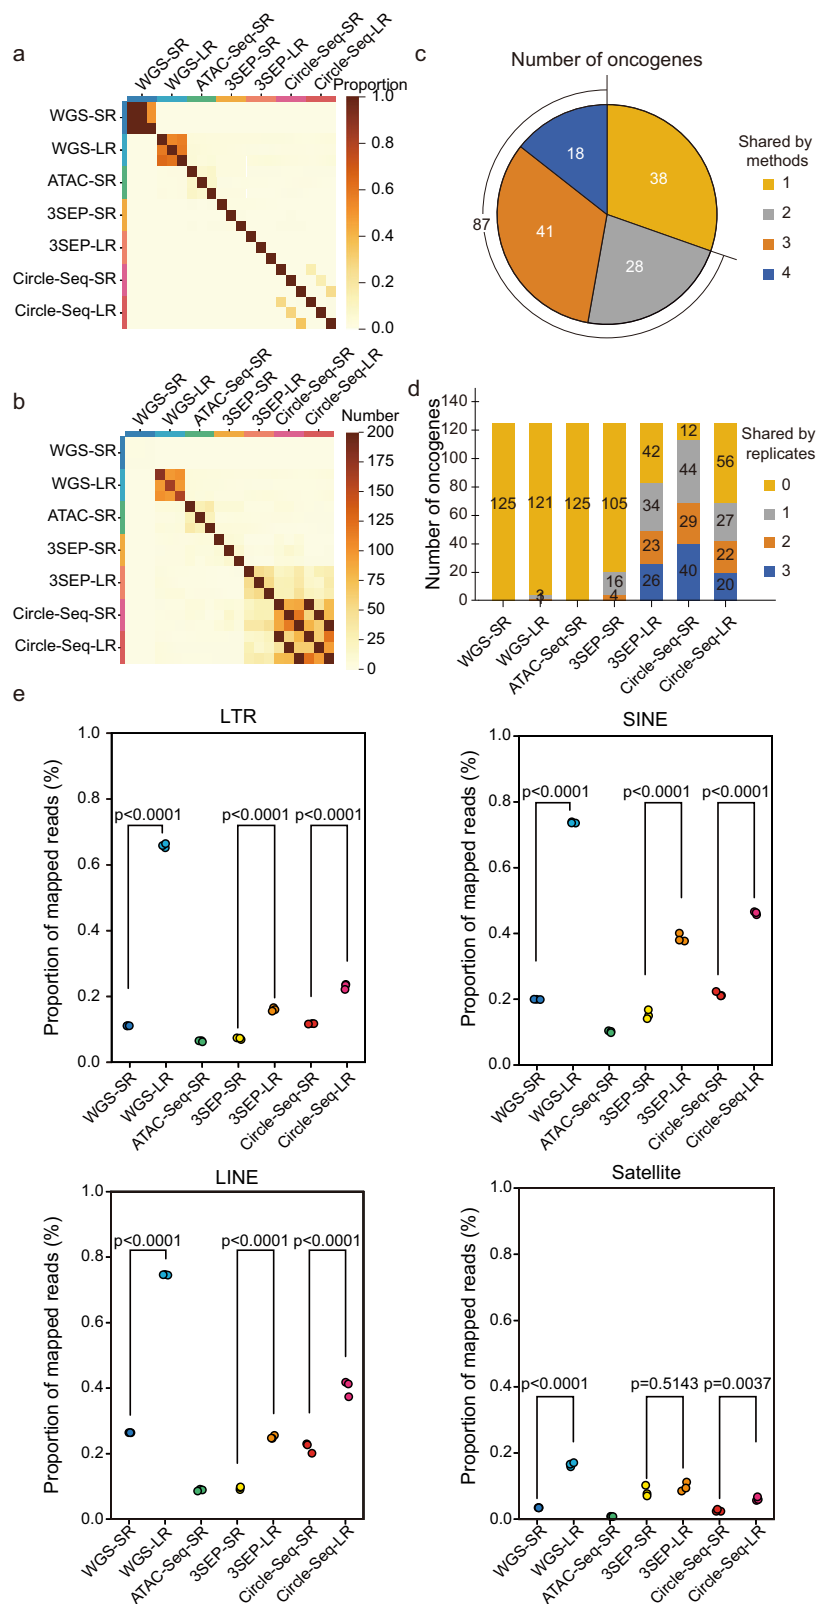 a
WGS-SR
WGS-LR
ATAC-Seq-SR
3SEP-SR
3SEP-LR
Circle-Seq-SR
Circle-Seq-LR
Proportion
WGS-SR
WGS-LR
ATAC-SR
3SEP-SR
3SEP-LR
Circle-Seq-SR
Circle-Seq-LR
1.0
0.8
0.6
0.4
0.2
0.0
b
WGS-SR
WGS-LR
ATAC-Seq-SR
3SEP-SR
3SEP-LR
Circle-Seq-SR
Circle-Seq-LR
Number
WGS-SR
WGS-LR
ATAC-SR
3SEP-SR
3SEP-LR
Circle-Seq-SR
Circle-Seq-LR
200
175
150
125
100
75
50
25
0
c
Number of oncogenes
18
38
41
28
87
Shared by
methods
1
2
3
4
d
Number of oncogenes
140
120
100
80
60
40
20
0
125
121
3
125
105
16
4
42
34
23
26
12
44
29
40
56
27
22
20
WGS-SR
WGS-LR
ATAC-Seq-SR
3SEP-SR
3SEP-LR
Circle-Seq-SR
Circle-Seq-LR
Shared by
replicates
0
1
2
3
e
LTR
Proportion of mapped reads (%)
1.0
0.8
0.6
0.4
0.2
0.0
p<0.0001
p<0.0001
p<0.0001
WGS-SR
WGS-LR
ATAC-Seq-SR
3SEP-SR
3SEP-LR
Circle-Seq-SR
Circle-Seq-LR
SINE
Proportion of mapped reads (%)
1.0
0.8
0.6
0.4
0.2
0.0
p<0.0001
p<0.0001
p<0.0001
WGS-SR
WGS-LR
ATAC-Seq-SR
3SEP-SR
3SEP-LR
Circle-Seq-SR
Circle-Seq-LR
LINE
Proportion of mapped reads (%)
1.0
0.8
0.6
0.4
0.2
0.0
p<0.0001
p<0.0001
p<0.0001
WGS-SR
WGS-LR
ATAC-Seq-SR
3SEP-SR
3SEP-LR
Circle-Seq-SR
Circle-Seq-LR
Satellite
Proportion of mapped reads (%)
1.0
0.8
0.6
0.4
0.2
0.0
p<0.0001
p=0.5143
p=0.0037
WGS-SR
WGS-LR
ATAC-Seq-SR
3SEP-SR
3SEP-LR
Circle-Seq-SR
Circle-Seq-LR